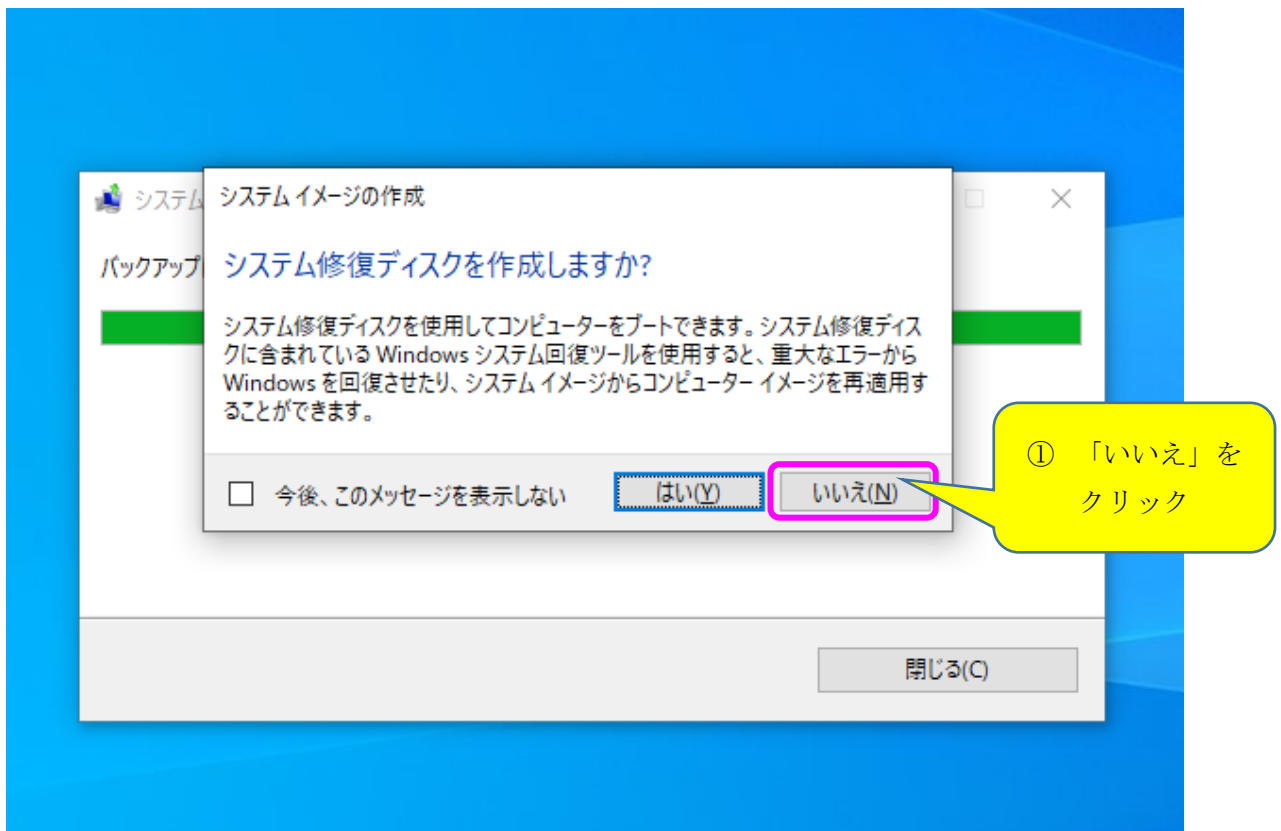 システム
システム イメージの作成
バックアップ
システム修復ディスクを作成しますか?
システム修復ディスクを使用してコンピューターをブートできます。システム修復ディス
クに含まれている Windows システム回復ツールを使用すると、重大なエラーから
Windows を回復させたり、システム イメージからコンピューター イメージを再適用す
ることができます。
今後、このメッセージを表示しない
はい(Y)
いいえ(N)
① 「いいえ」を
クリック
閉じる(C)